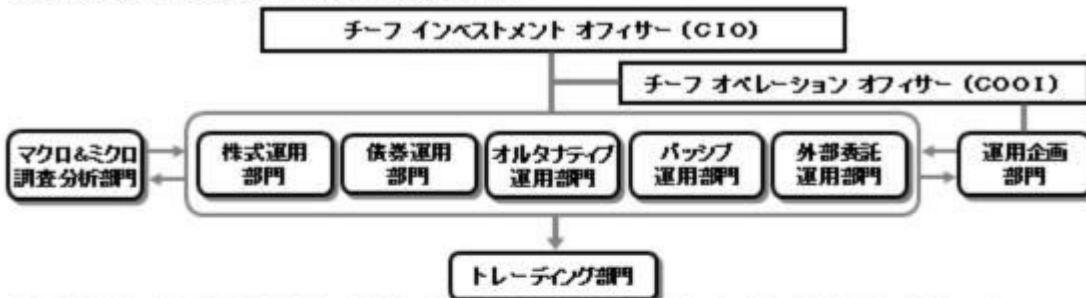 チーフ インベストメント オフィサー (CIO)
チーフ オペレーション オフィサー (COOI)
マクロ&ミクロ
調査分析部門
株式運用
部門
債券運用
部門
オルタナティブ
運用部門
パッシブ
運用部門
外部委託
運用部門
運用企画
部門
トレーディング部門